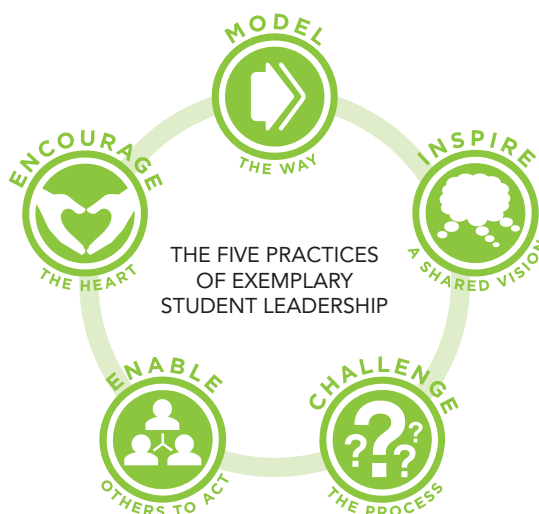 MODEL
THE WAY
INSPIRE
A SHARED VISION
CHALLENGE
THE PROCESS
ENABLE
OTHERS TO ACT
ENCOURAGE
THE HEART
THE FIVE PRACTICES
OF EXEMPLARY
STUDENT LEADERSHIP
? ? ? ?